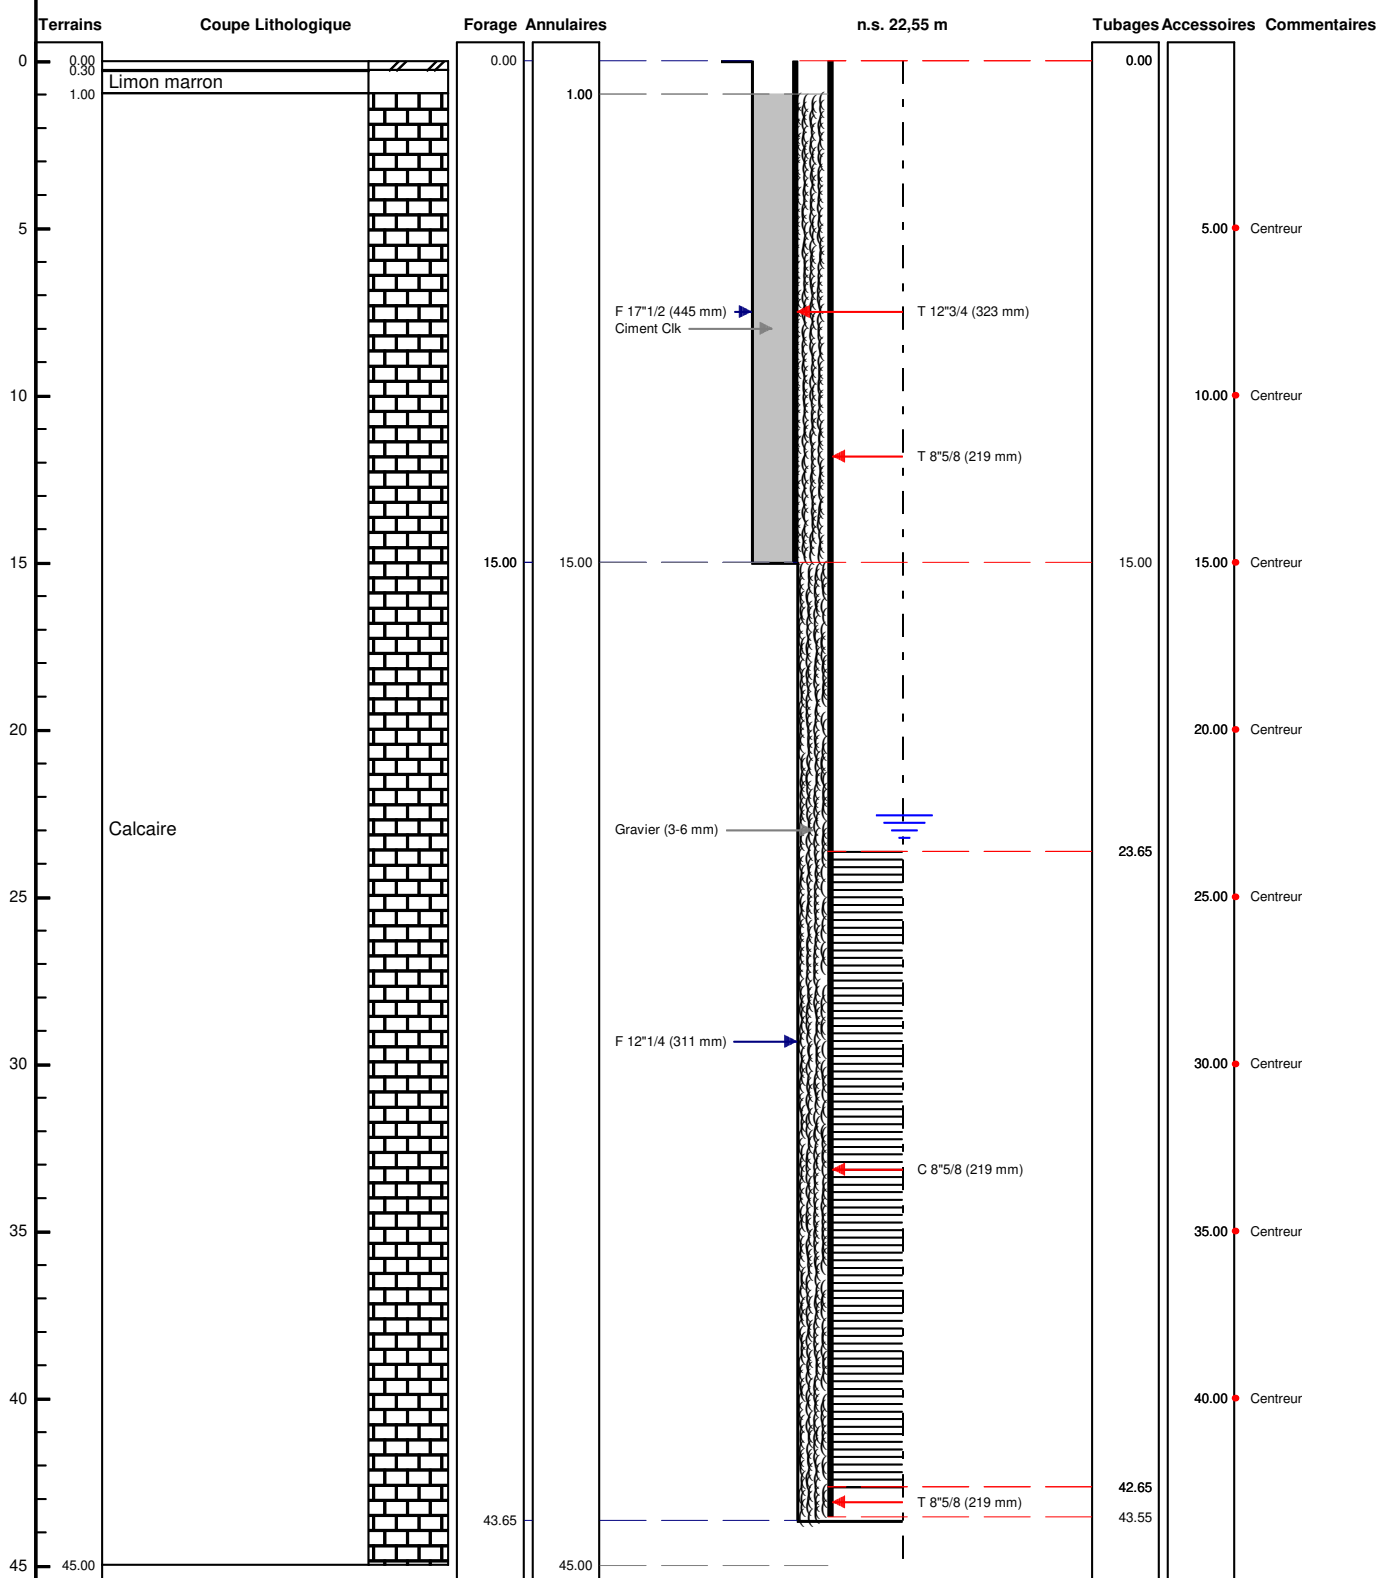 Terrains Coupe Lithologique Forage Annulaires n.s. 22,55 m Tubages Accessoires Commentaires
0 0.00 0.00 0.00
0.30
Limon marron
1.00 1.00
5 5.00 Centreur
F 17"1/2 (445 mm) T 12"3/4 (323 mm)
Ciment Clk
10 10.00 Centreur
T 8"5/8 (219 mm)
15 15.00 15.00 15.00 15.00 Centreur
20 20.00 Centreur
Calcaire Gravier (3-6 mm)
23.65
25 25.00 Centreur
F 12"1/4 (311 mm)
30 30.00 Centreur
C 8"5/8 (219 mm)
35 35.00 Centreur
40 40.00 Centreur
42.65
T 8"5/8 (219 mm)
43.65 43.55
45 45.00 45.00